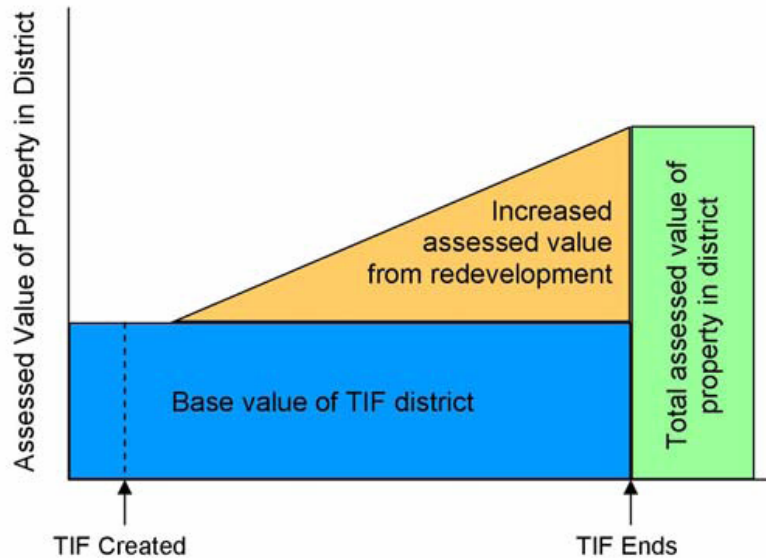 Assessed Value of Property in District
Increased
assessed value
from redevelopment
Total assessed value of
property in district
Base value of TIF district
TIF Created
TIF Ends